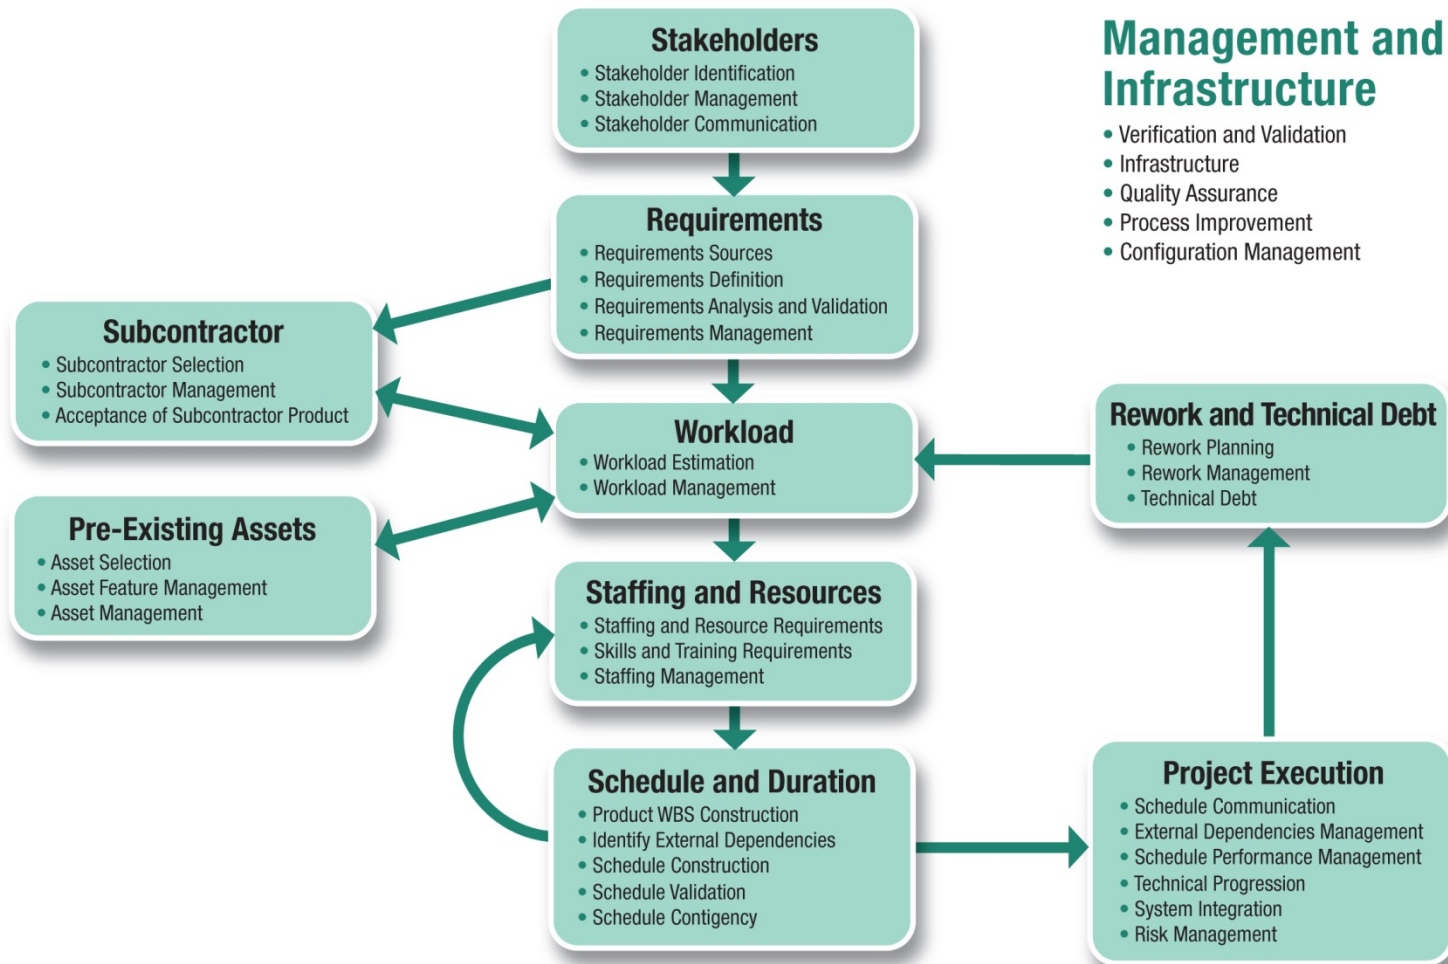 Stakeholders
• Stakeholder Identification
• Stakeholder Management
• Stakeholder Communication
Management and
Infrastructure
• Verification and Validation
• Infrastructure
• Quality Assurance
• Process Improvement
• Configuration Management
Requirements
• Requirements Sources
• Requirements Definition
• Requirements Analysis and Validation
• Requirements Management
Subcontractor
• Subcontractor Selection
• Subcontractor Management
• Acceptance of Subcontractor Product
Workload
• Workload Estimation
• Workload Management
Rework and Technical Debt
• Rework Planning
• Rework Management
• Technical Debt
Pre-Existing Assets
• Asset Selection
• Asset Feature Management
• Asset Management
Staffing and Resources
• Staffing and Resource Requirements
• Skills and Training Requirements
• Staffing Management
Schedule and Duration
• Product WBS Construction
• Identify External Dependencies
• Schedule Construction
• Schedule Validation
• Schedule Contigency
Project Execution
• Schedule Communication
• External Dependencies Management
• Schedule Performance Management
• Technical Progression
• System Integration
• Risk Management